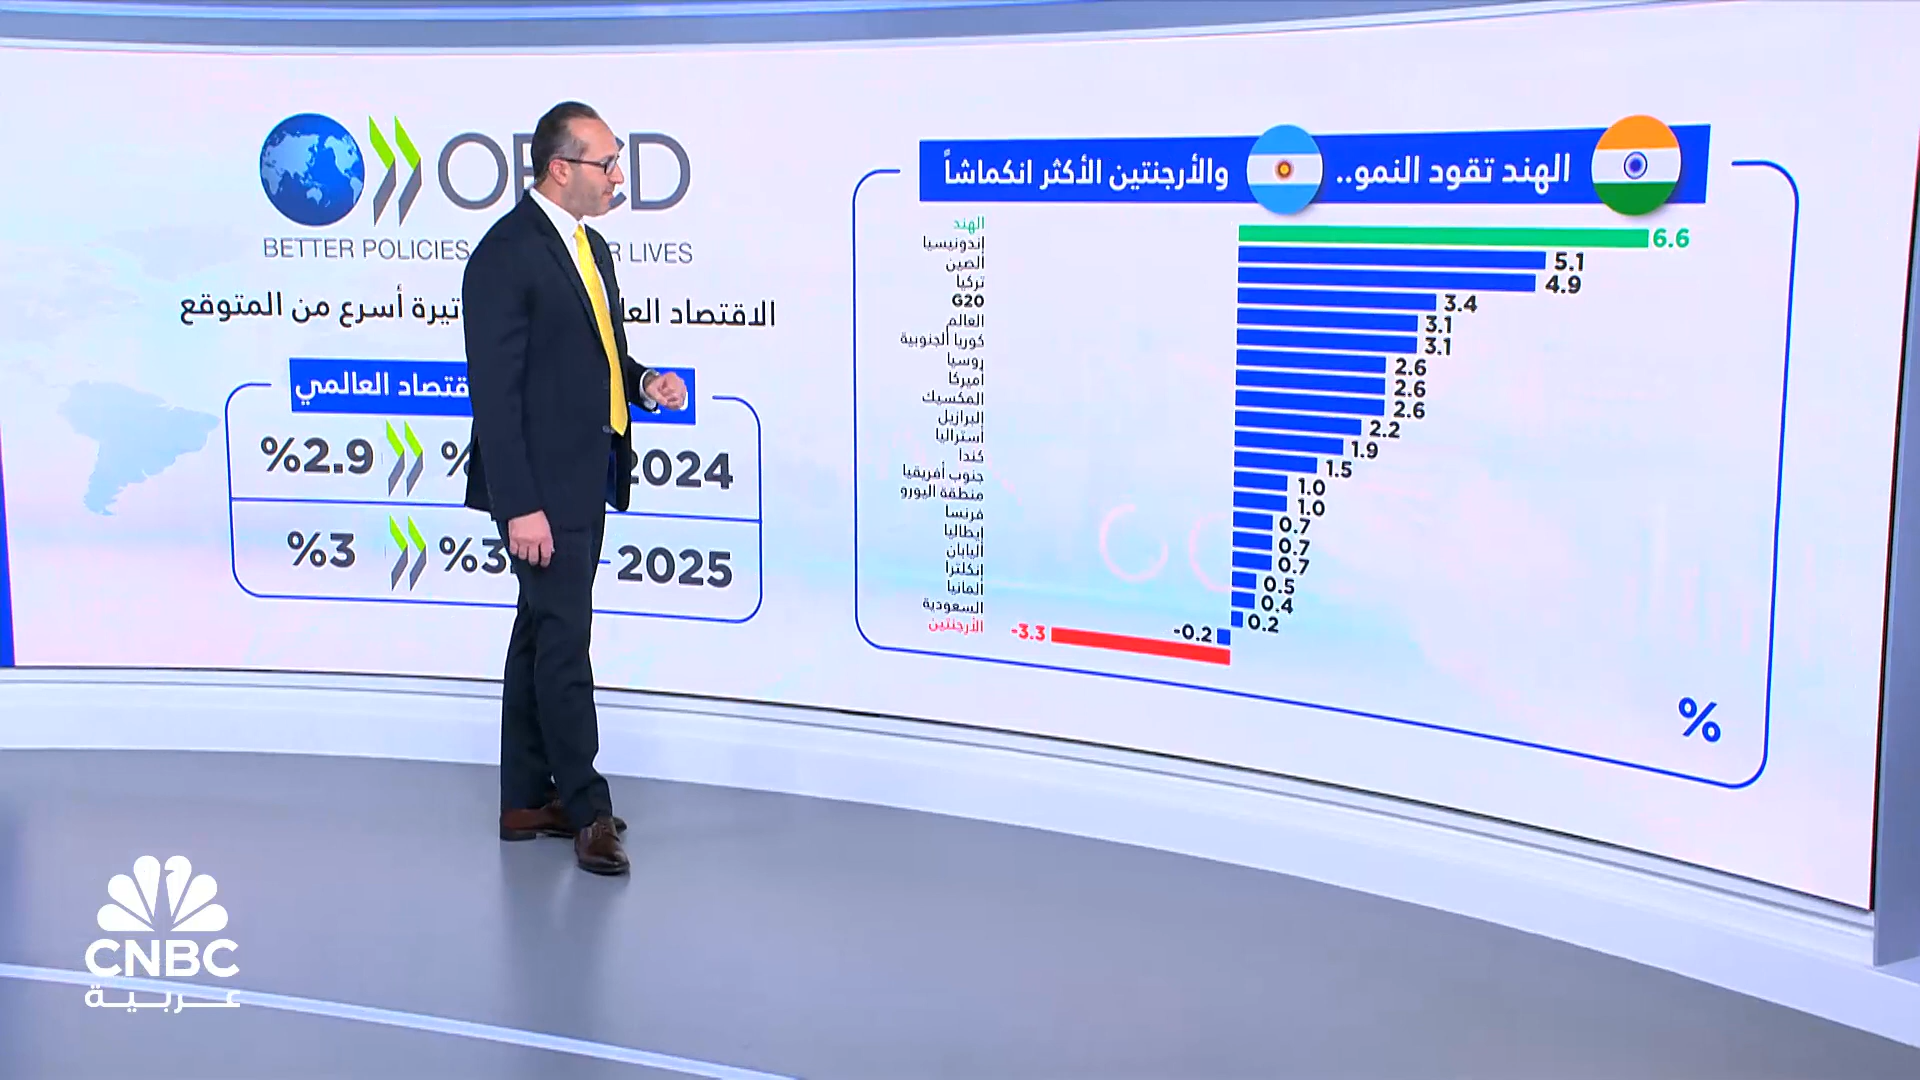 الهند تقود النمو.. والأرجنتين الأكثر انكماشاً
الهند 6.6
إندونيسيا 5.1
الصين 4.9
تركيا 3.4
G20 3.1
العالم 3.1
كوريا الجنوبية 2.6
روسيا 2.6
اميركا 2.6
المكسيك 2.2
البرازيل 1.9
أستراليا 1.5
كندا 1.0
جنوب أفريقيا 1.0
منطقة اليورو 0.7
فرنسا 0.7
إيطاليا 0.7
اليابان 0.5
إنكلترا 0.4
ألمانيا 0.2
السعودية -0.2
الأرجنتين -3.3
%
OECD
BETTER POLICIES LIVES
الاقتصاد أسرع من المتوقع
العالمي
2024 %2.9
2025 %3
CNBC
عربية